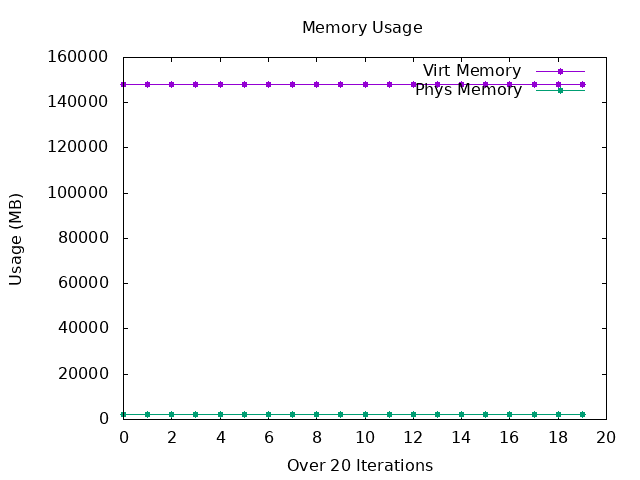 Memory Usage
160000
140000
120000
100000
80000
60000
40000
20000
0
Usage (MB)
Virt Memory
Phys Memory
0 2 4 6 8 10 12 14 16 18 20
Over 20 Iterations